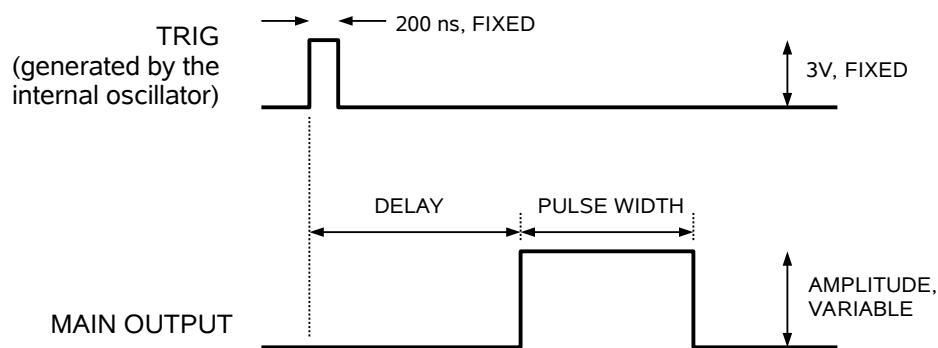 200 ns, FIXED
TRIG
(generated by the
internal oscillator)
3V, FIXED
DELAY
PULSE WIDTH
AMPLITUDE,
VARIABLE
MAIN OUTPUT